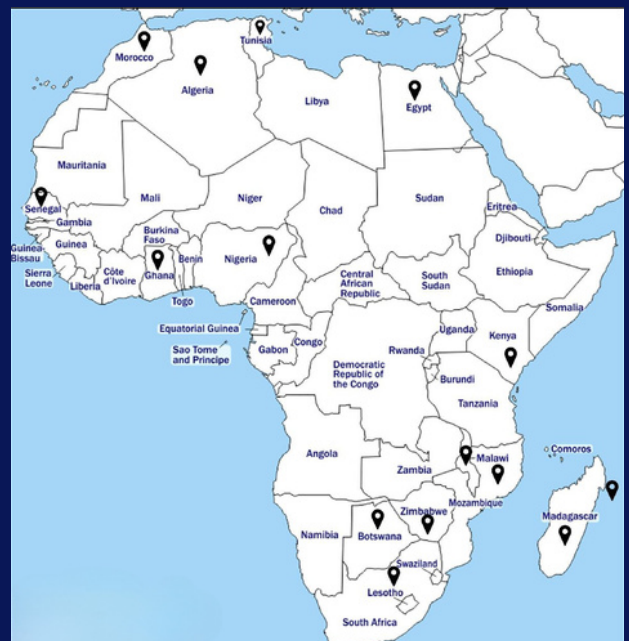 Tunisia
Morocco
Algeria
Libya
Egypt
Mauritania
Mali
Niger
Chad
Sudan
Eritrea
Senegal
Gambia
Guinea-
Bissau
Guinea
Sierra
Leone
Liberia
Côte
d'Ivoire
Burkina
Faso
Ghana
Togo
Benin
Nigeria
Cameroon
Central
African
Republic
South
Sudan
Djibouti
Ethiopia
Somalia
Equatorial Guinea
Sao Tome
and Principe
Gabon
Congo
Democratic
Republic of
the Congo
Rwanda
Burundi
Uganda
Kenya
Tanzania
Angola
Zambia
Malawi
Mozambique
Comoros
Madagascar
Namibia
Botswana
Zimbabwe
Swaziland
Lesotho
South Africa